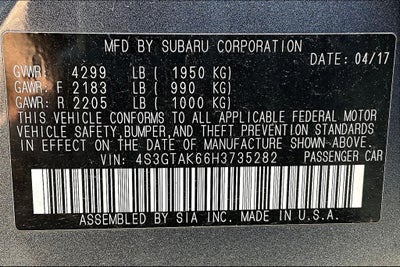 MFD BY SUBARU CORPORATION
DATE: 04/17
GVWR: 4299 LB ( 1950 KG)
GAWR: F 2183 LB ( 990 KG)
GAWR: R 2205 LB ( 1000 KG)
THIS VEHICLE CONFORMS TO ALL APPLICABLE FEDERAL MOTOR
VEHICLE SAFETY, BUMPER, AND THEFT PREVENTION STANDARDS
IN EFFECT ON THE DATE OF MANUFACTURE SHOWN ABOVE.
VIN: 4S3GTAK66H3735282 PASSENGER CAR
ASSEMBLED BY SIA INC. MADE IN U.S.A.